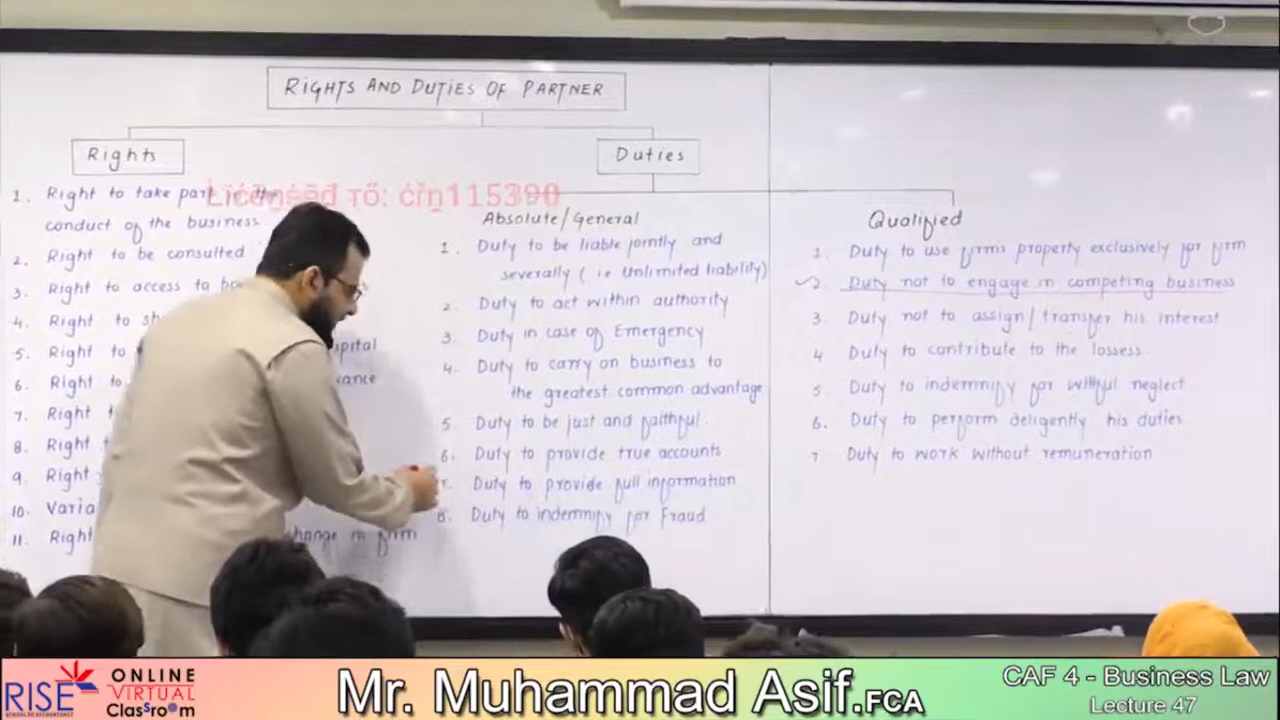 RIGHTS AND DUTIES OF PARTNER
Rights
Duties
1. Right to take part
conduct of the business.
2. Right to be consulted
3. Right to access to
4. Right to
5. Right to
6. Right to
7. Right
8. Right
9. Right
10.
11. Right change in firm
Licensed to: crn115390
Absolute/General
1. Duty to be liable jointly and
severally (ie unlimited liability)
2. Duty to act within authority
3. Duty in case of Emergency
4. Duty to carry on business to
the greatest common advantage
5 Duty to be just and faithful.
6. Duty to provide true accounts
Duty to provide full information
8. Duty to indemnify for Fraud
Qualified
1. Duty to use firm's property exclusively for firm
2. Duty not to engage in competing business
3. Duty not to assign/transfer his interest
4 Duty to contribute to the lossess.
5 Duty to indemnify for willful neglect
6. Duty to perform deligently his duties
7 Duty to work without remuneration
RISE
SCHOOL OF ACCOUNTANCY
ONLINE
VIRTUAL
Classroom
Mr. Muhammad Asif.FCA
CAF 4 - Business Law
Lecture 47